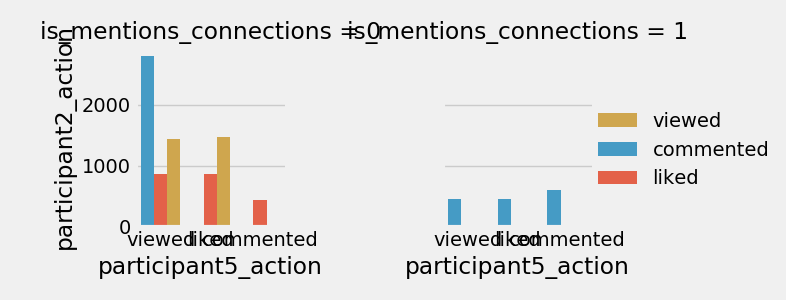 is_mentions_connections = 0
is_mentions_connections = 1
participant2_action
2000
1000
0
viewed
liked
commented
participant5_action
viewed
liked
commented
participant5_action
viewed
commented
liked